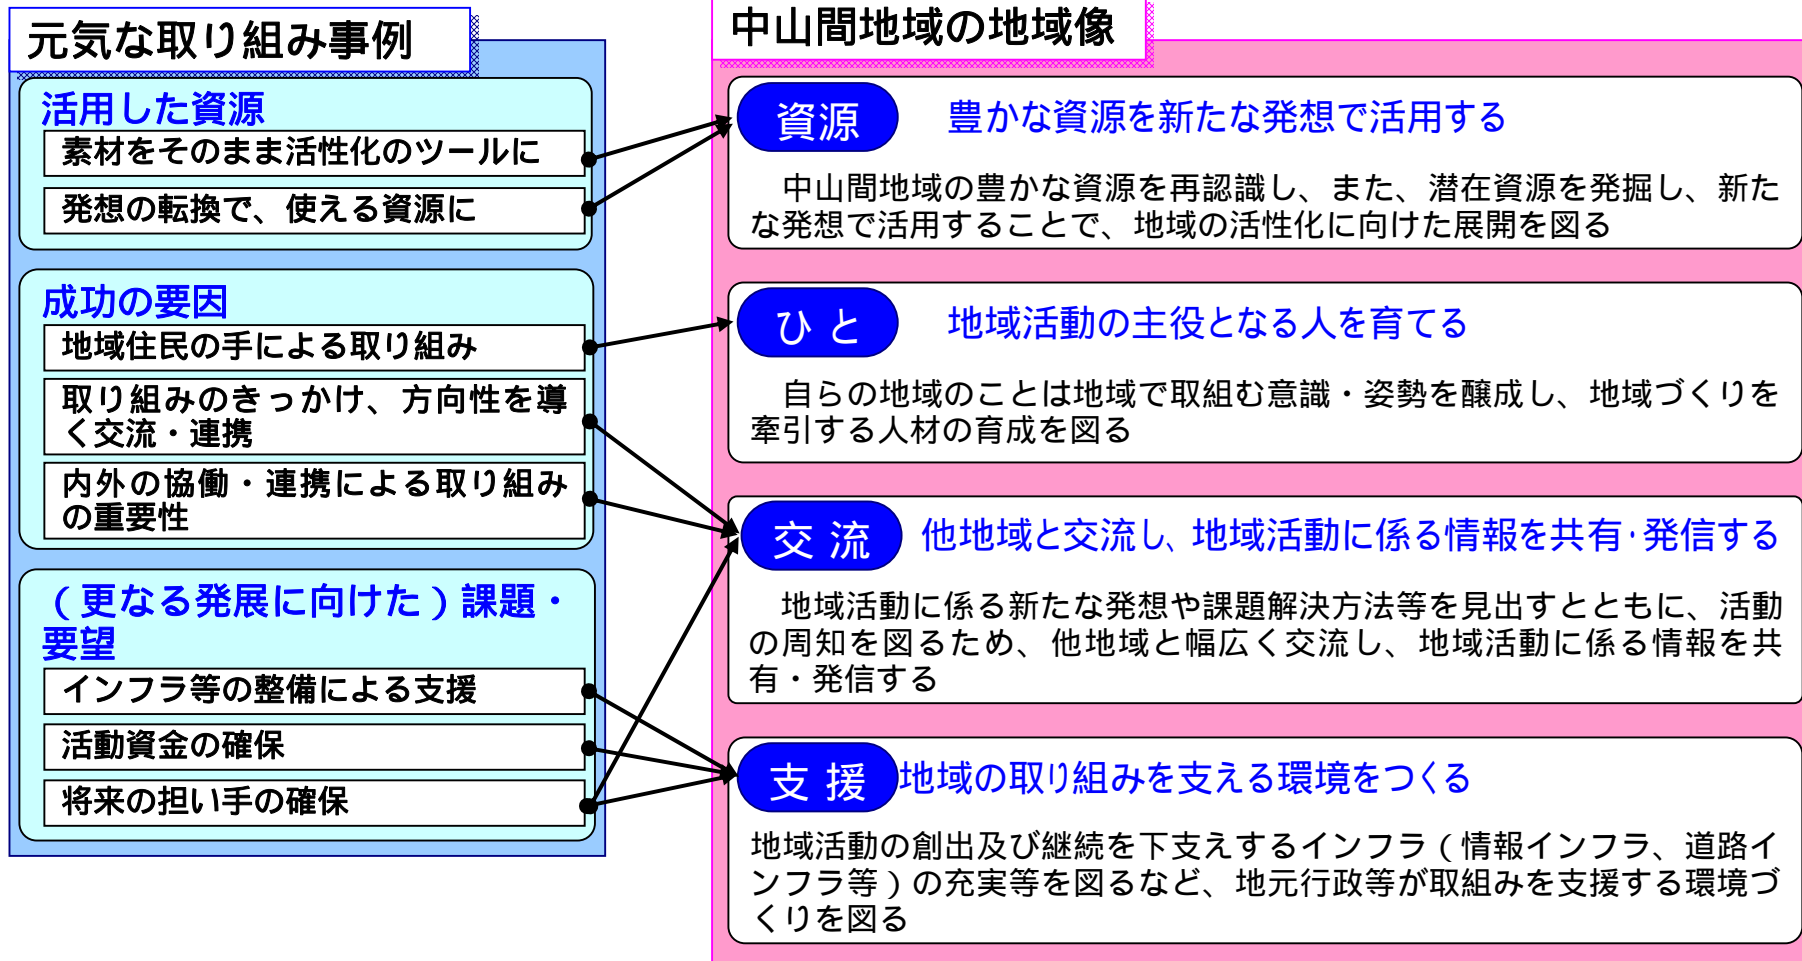 元気な取り組み事例
活用した資源
素材をそのまま活性化のツールに
発想の転換で、使える資源に
成功の要因
地域住民の手による取り組み
取り組みのきっかけ、方向性を導
く交流・連携
内外の協働・連携による取り組み
の重要性
（更なる発展に向けた）課題・
要望
インフラ等の整備による支援
活動資金の確保
将来の担い手の確保
中山間地域の地域像
資源
豊かな資源を新たな発想で活用する
中山間地域の豊かな資源を再認識し、また、潜在資源を発掘し、新た
な発想で活用することで、地域の活性化に向けた展開を図る
ひ と
地域活動の主役となる人を育てる
自らの地域のことは地域で取組む意識・姿勢を醸成し、地域づくりを
牽引する人材の育成を図る
交 流
他地域と交流し、地域活動に係る情報を共有・発信する
地域活動に係る新たな発想や課題解決方法等を見出すとともに、活動
の周知を図るため、他地域と幅広く交流し、地域活動に係る情報を共
有・発信する
支 援
地域の取り組みを支える環境をつくる
地域活動の創出及び継続を下支えするインフラ（情報インフラ、道路イ
ンフラ等）の充実等を図るなど、地元行政等が取組みを支援する環境づ
くりを図る